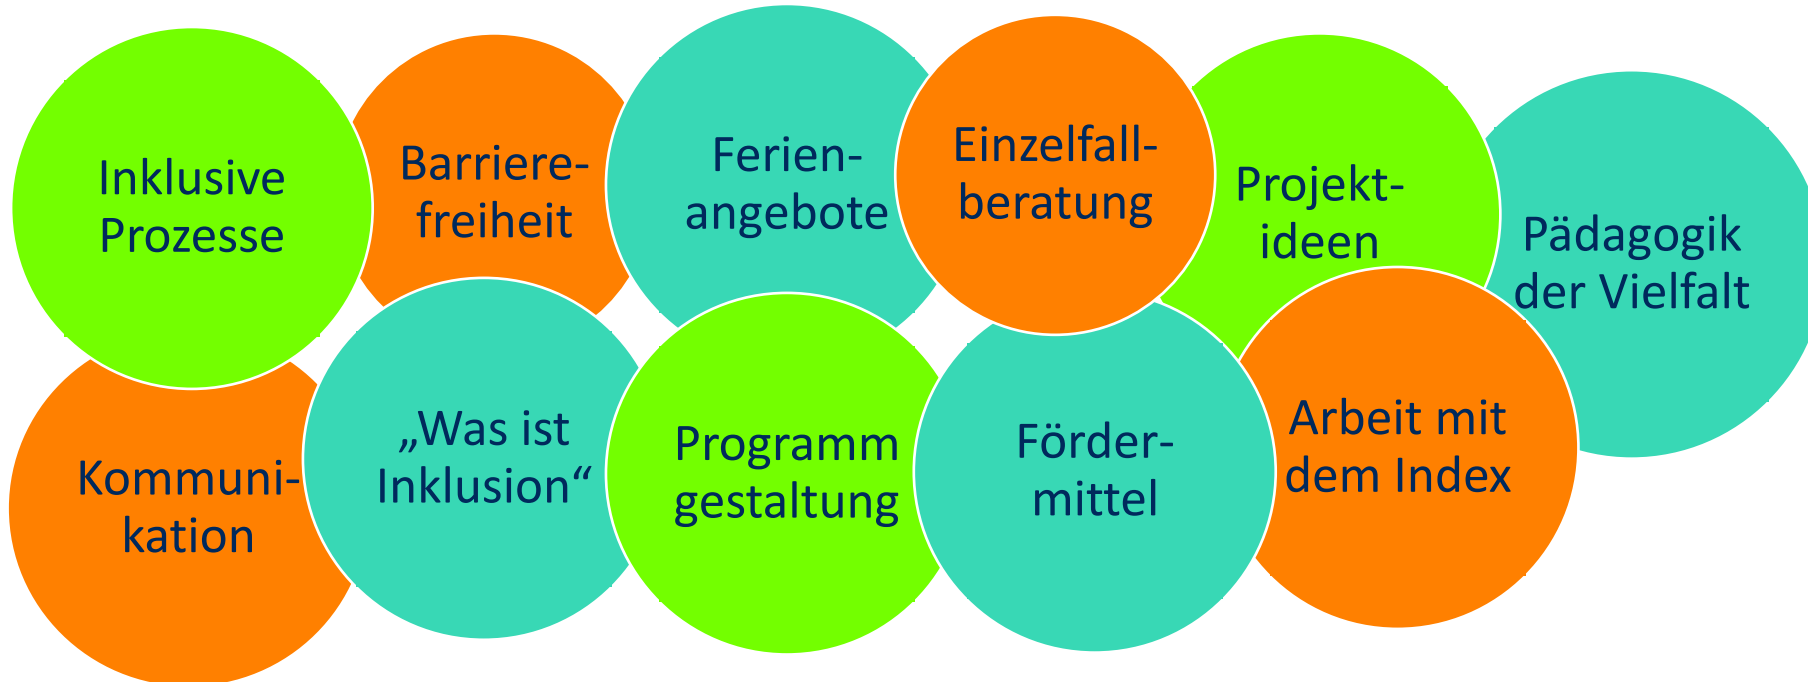 Inklusive
Prozesse
Barriere-
freiheit
Ferien-
angebote
Einzelfall-
beratung
Projekt-
ideen
Pädagogik
der Vielfalt
Kommuni-
kation
„Was ist
Inklusion“
Programm
gestaltung
Förder-
mittel
Arbeit mit
dem Index